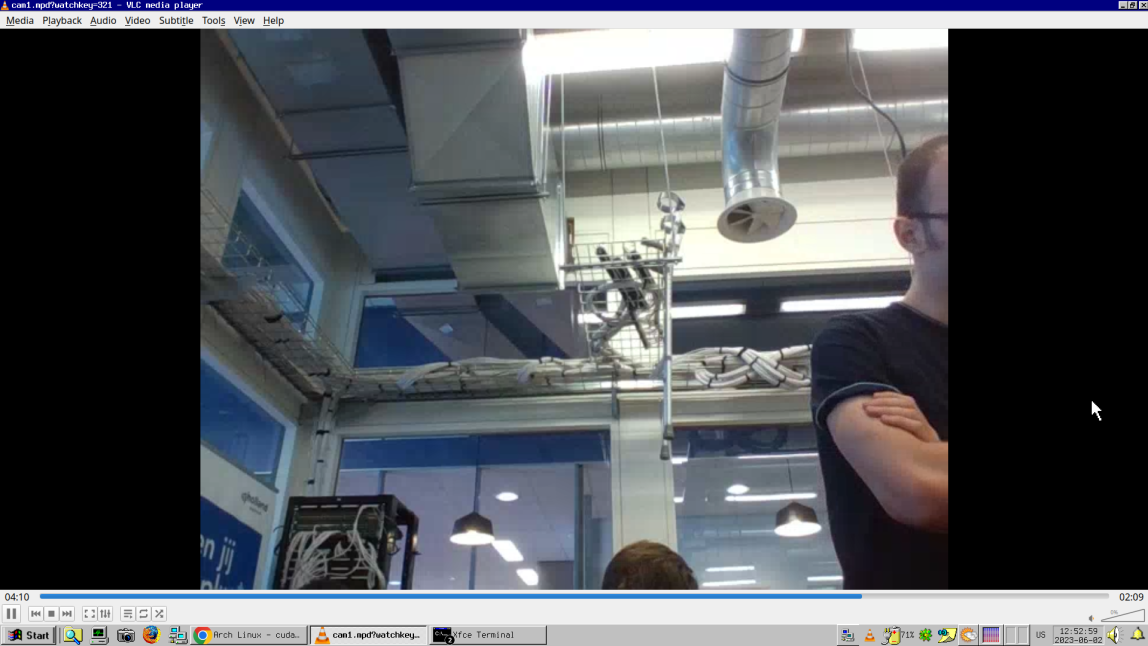 cam1.mpd?watchkey=321 - VLC media player
Media Playback Audio Video Subtitle Tools View Help
en jij
04:10
02:09
0%
Start
Arch Linux – cuda...
cam1.mpd?watchkey...
Xfce Terminal
2
71%
US
12:52:59
2023-06-02